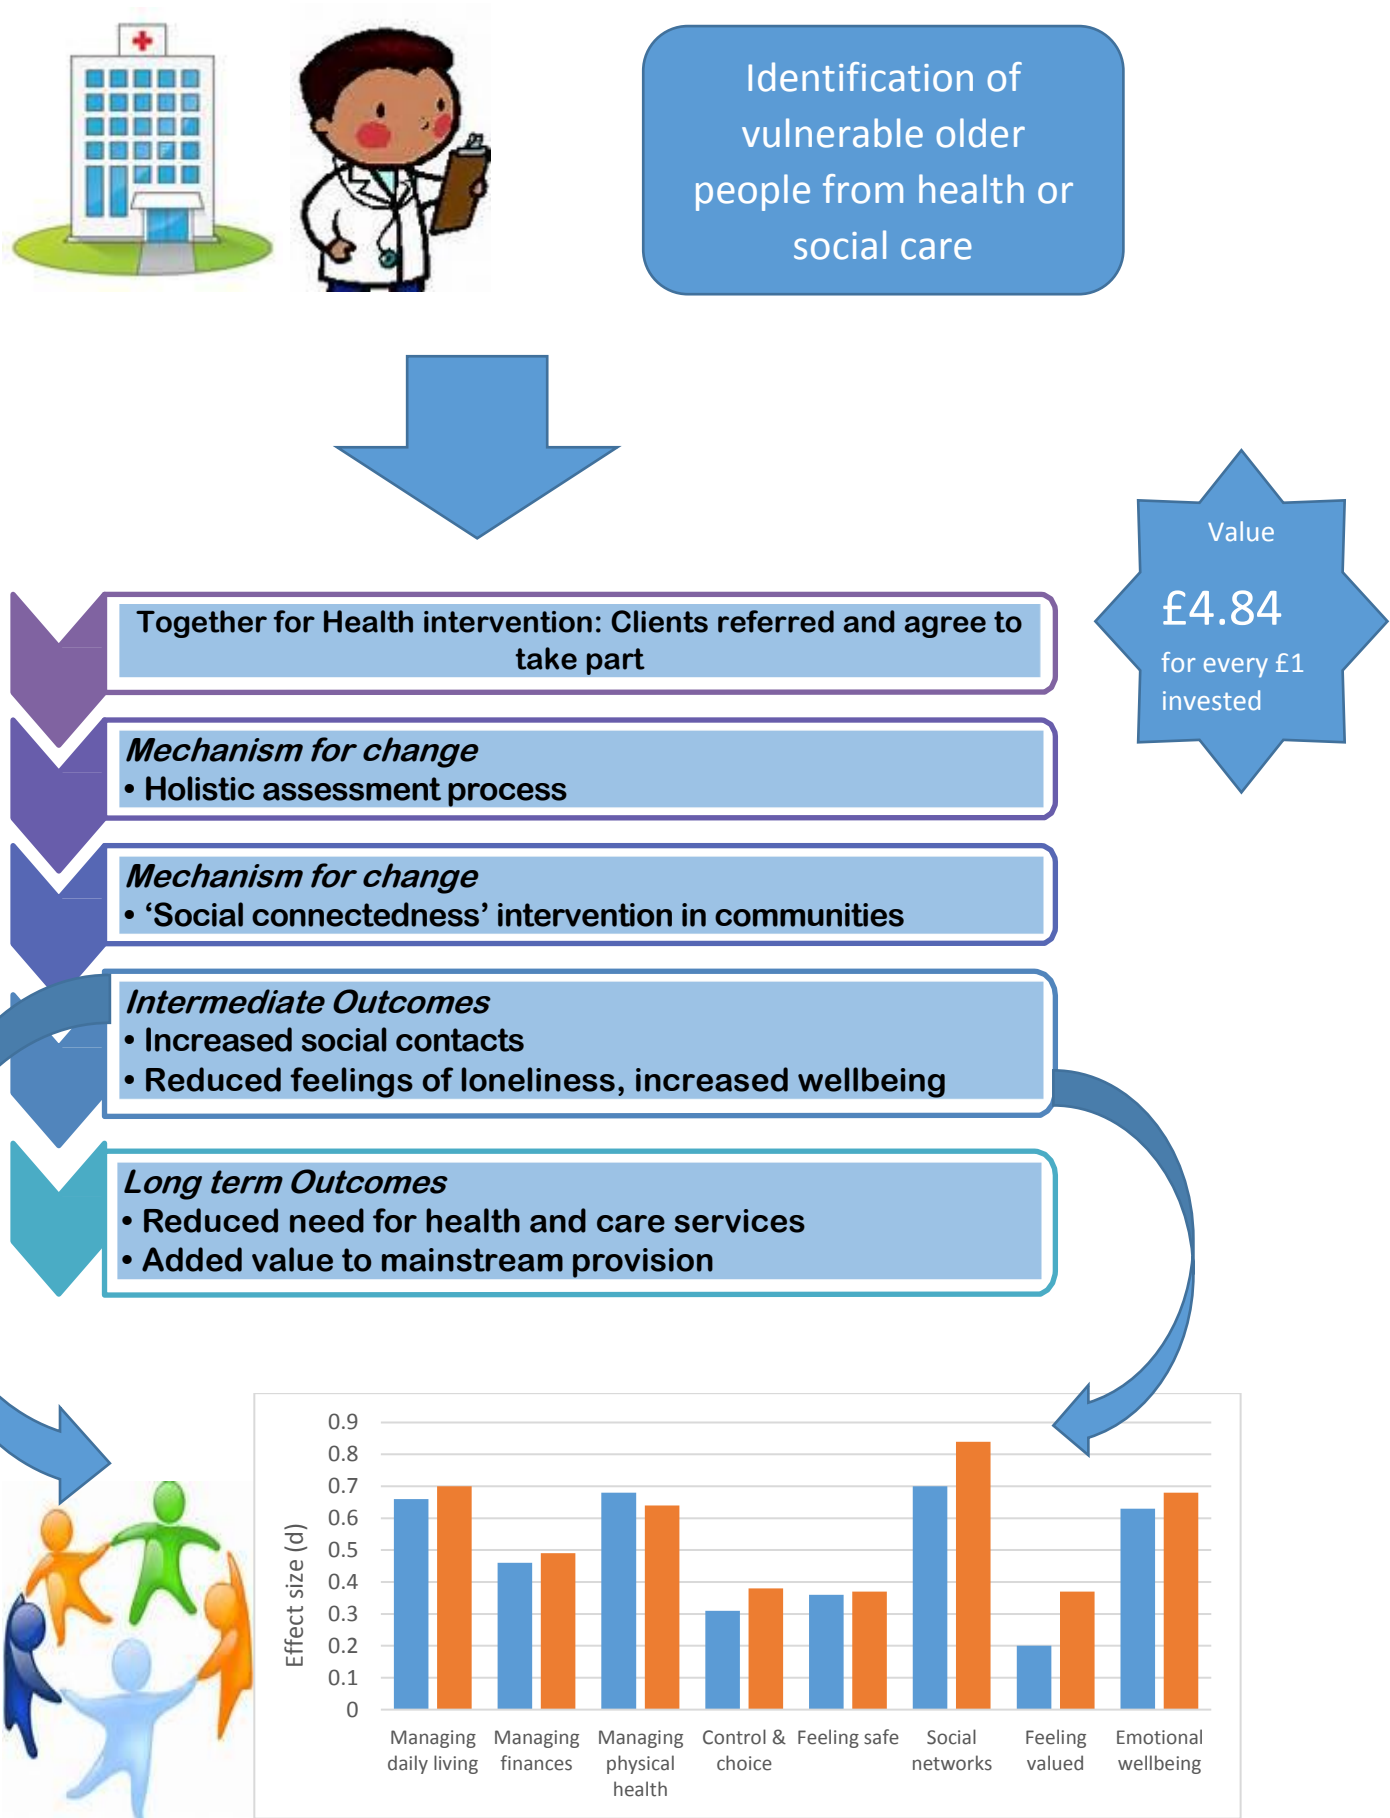 Identification of
vulnerable older
people from health or
social care
Value
£4.84
for every £1
invested
Together for Health intervention: Clients referred and agree to
take part
Mechanism for change
• Holistic assessment process
Mechanism for change
• ‘Social connectedness’ intervention in communities
Intermediate Outcomes
• Increased social contacts
• Reduced feelings of loneliness, increased wellbeing
Long term Outcomes
• Reduced need for health and care services
• Added value to mainstream provision
Effect size (d)
0.9
0.8
0.7
0.6
0.5
0.4
0.3
0.2
0.1
0
Managing
daily living
Managing
finances
Managing
physical
health
Control &
choice
Feeling safe
Social
networks
Feeling
valued
Emotional
wellbeing